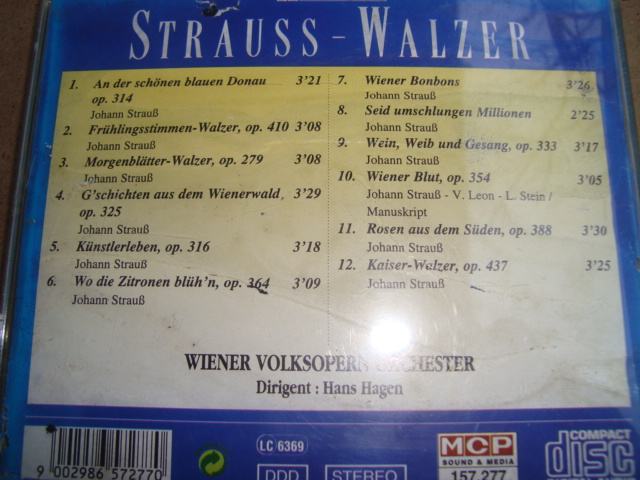 STRAUSS – WALZER
1. An der schönen blauen Donau 3'21
op. 314
Johann Strauß
2. Frühlingsstimmen-Walzer, op. 410 3'08
Johann Strauß
3. Morgenblätter-Walzer, op. 279 3'08
Johann Strauß
4. G'schichten aus dem Wienerwald, 3'29
op. 325
Johann Strauß
5. Künstlerleben, op. 316 3'18
Johann Strauß
6. Wo die Zitronen blüh'n, op. 364 3'09
Johann Strauß
7. Wiener Bonbons 3'26
Johann Strauß
8. Seid umschlungen Millionen 2'25
Johann Strauß
9. Wein, Weib und Gesang, op. 333 3'17
Johann Strauß
10. Wiener Blut, op. 354 3'05
Johann Strauß - V. Leon - L. Stein /
Manuskript
11. Rosen aus dem Süden, op. 388 3'30
Johann Strauß
12. Kaiser-Walzer, op. 437 3'25
Johann Strauß
WIENER VOLKSOPERN ORCHESTER
Dirigent : Hans Hagen
9 002986 572770
LC 6369
DDD
STEREO
MCP
SOUND & MEDIA
157.277
COMPACT
disc